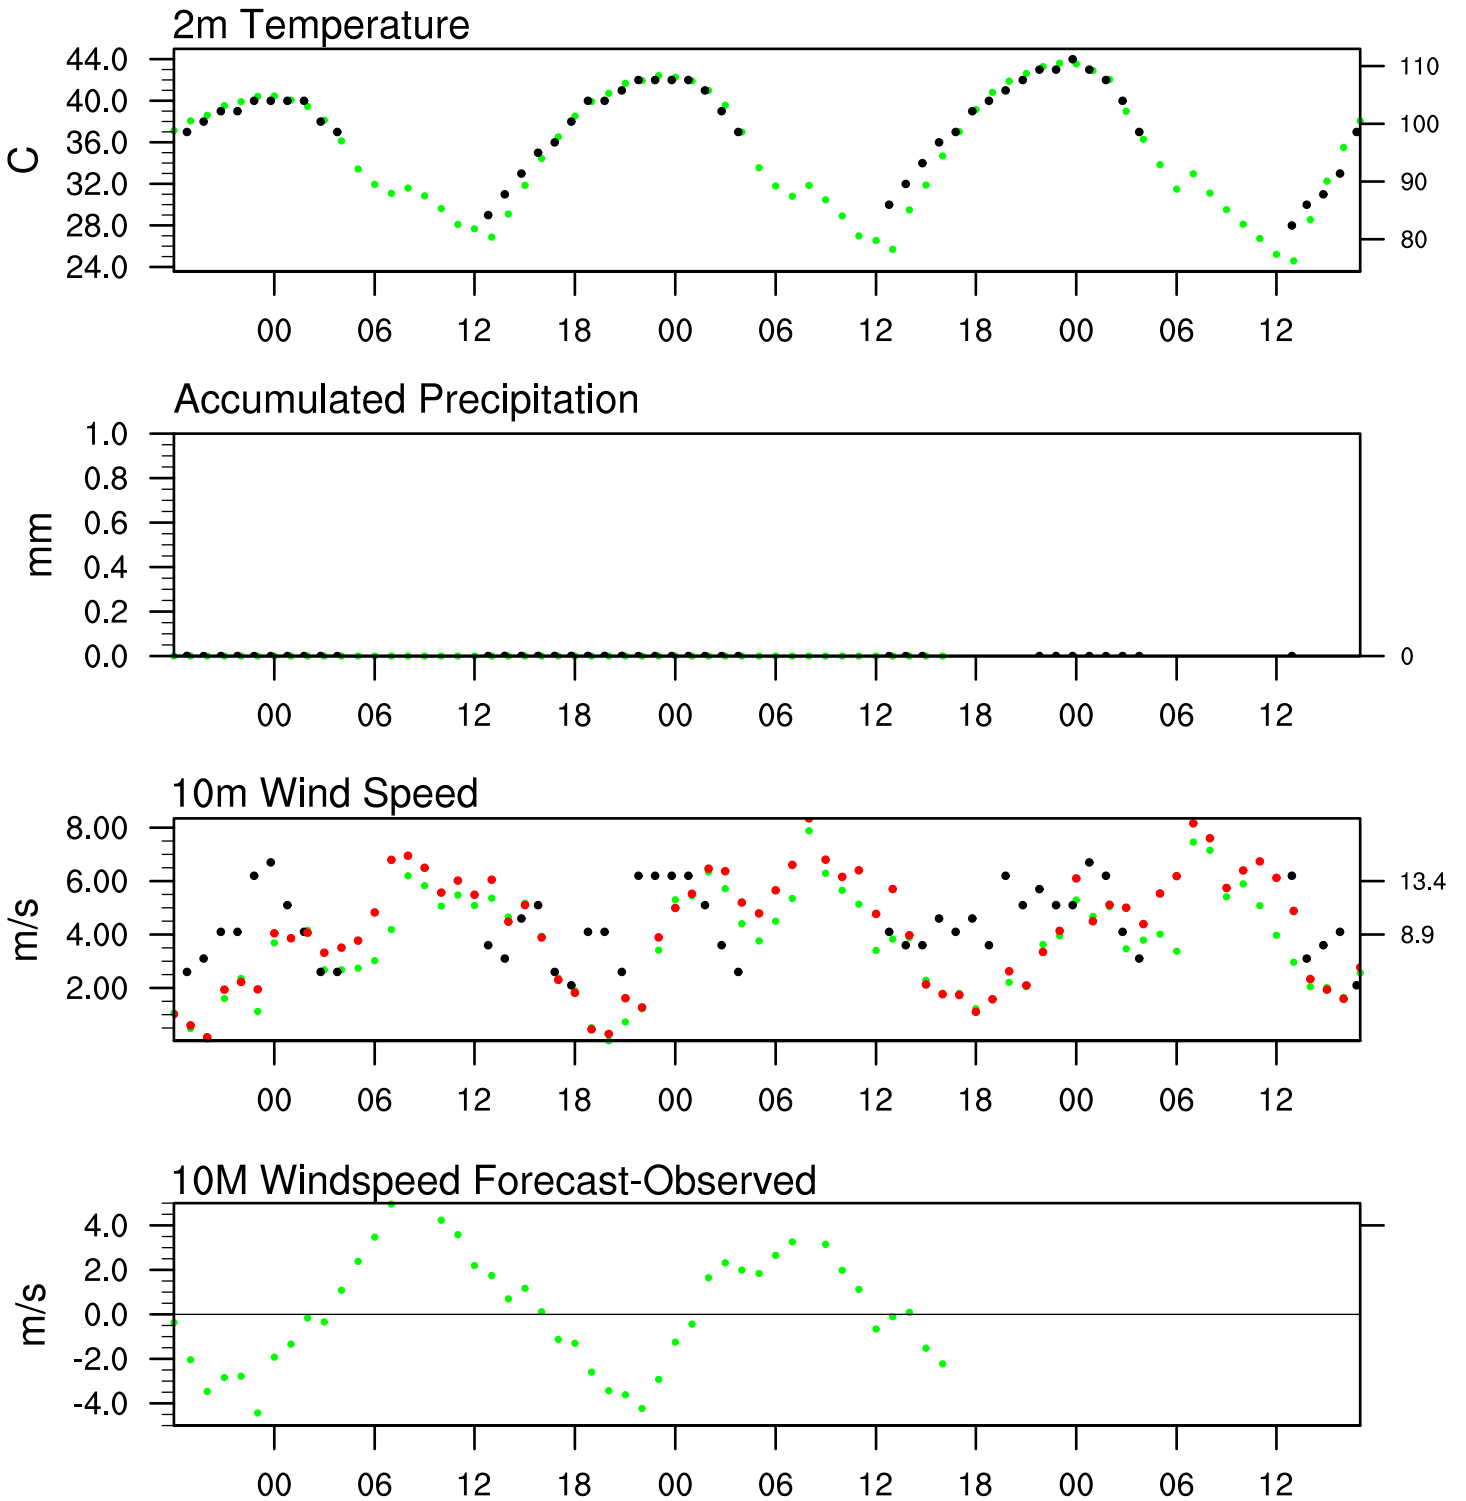 2m Temperature
44.0
40.0
36.0
32.0
28.0
24.0
C
110
100
90
80
00 06 12 18 00 06 12 18 00 06 12
Accumulated Precipitation
1.0
0.8
0.6
0.4
0.2
0.0
mm
0
00 06 12 18 00 06 12 18 00 06 12
10m Wind Speed
8.00
6.00
4.00
2.00
m/s
13.4
8.9
00 06 12 18 00 06 12 18 00 06 12
10M Windspeed Forecast-Observed
4.0
2.0
0.0
-2.0
-4.0
m/s
00 06 12 18 00 06 12 18 00 06 12